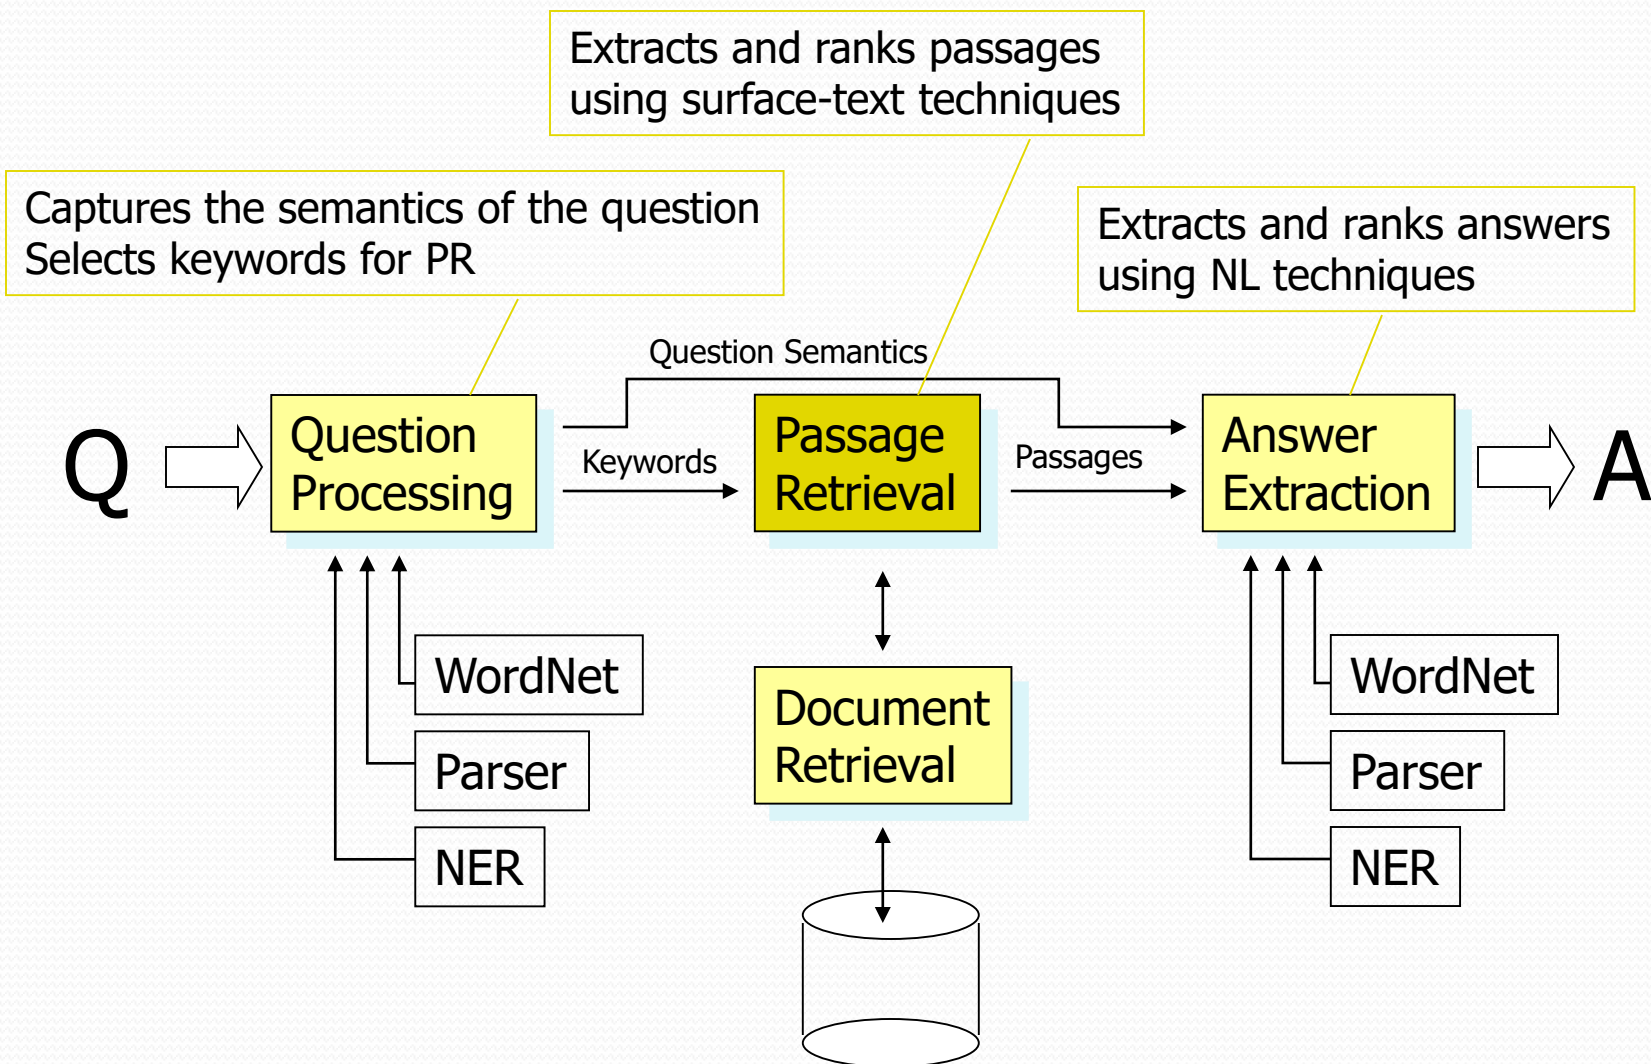 Extracts and ranks passages
using surface-text techniques
Captures the semantics of the question
Selects keywords for PR
Extracts and ranks answers
using NL techniques
Question Semantics
Q
Question
Processing
Keywords
Passage
Retrieval
Passages
Answer
Extraction
A
WordNet
Parser
NER
Document
Retrieval
WordNet
Parser
NER